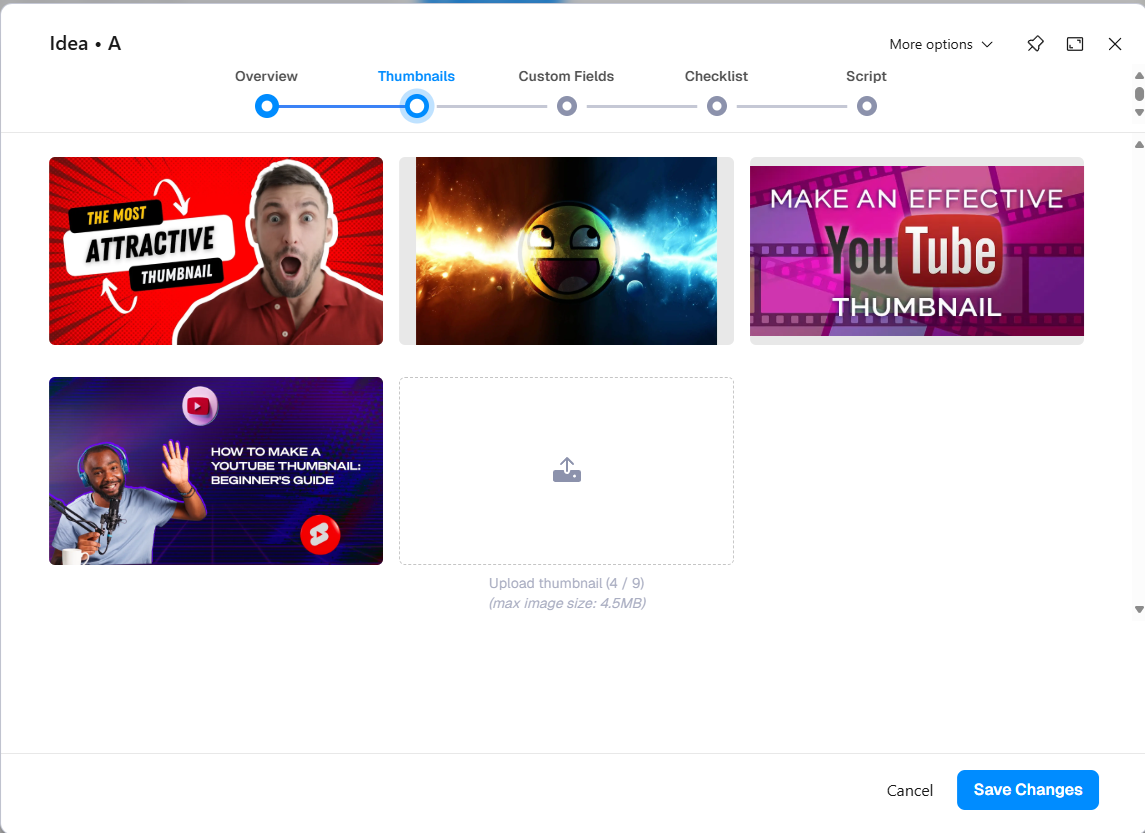 Idea • A
More options
Overview
Thumbnails
Custom Fields
Checklist
Script
THE MOST
ATTRACTIVE
THUMBNAIL
MAKE AN EFFECTIVE
YouTube
THUMBNAIL
HOW TO MAKE A
YOUTUBE THUMBNAIL:
BEGINNER'S GUIDE
Upload thumbnail (4 / 9)
(max image size: 4.5MB)
Cancel
Save Changes